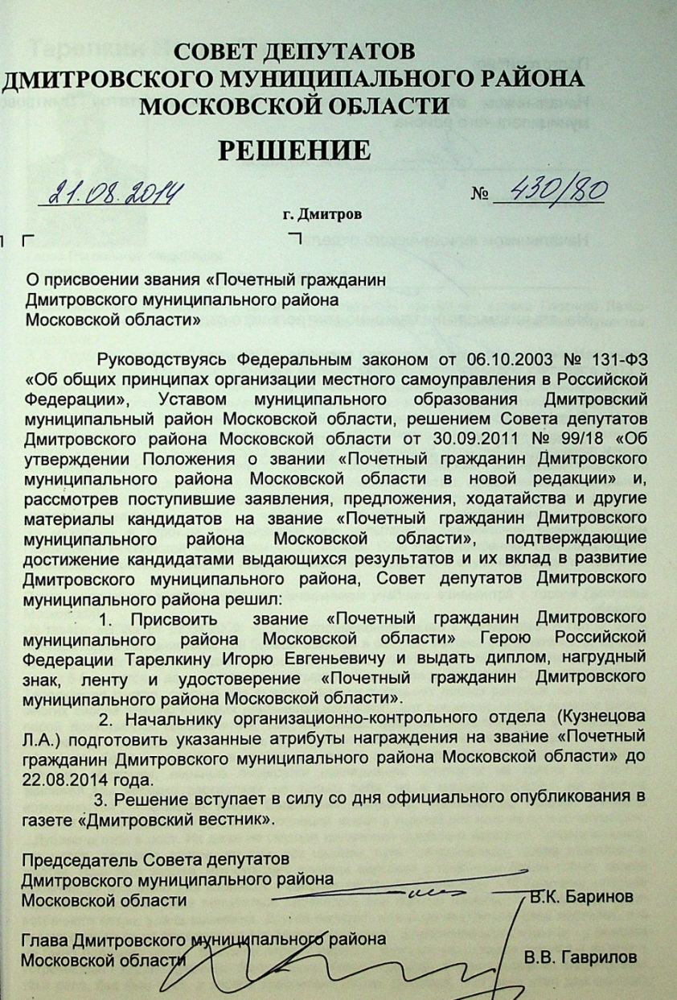 СОВЕТ ДЕПУТАТОВ
ДМИТРОВСКОГО МУНИЦИПАЛЬНОГО РАЙОНА
МОСКОВСКОЙ ОБЛАСТИ
РЕШЕНИЕ
21.08.2014 № 430/80
г. Дмитров
О присвоении звания «Почетный гражданин
Дмитровского муниципального района
Московской области»
Руководствуясь Федеральным законом от 06.10.2003 № 131-ФЗ
«Об общих принципах организации местного самоуправления в Российской
Федерации», Уставом муниципального образования Дмитровский
муниципальный район Московской области, решением Совета депутатов
Дмитровского района Московской области от 30.09.2011 № 99/18 «Об
утверждении Положения о звании «Почетный гражданин Дмитровского
муниципального района Московской области в новой редакции» и,
рассмотрев поступившие заявления, предложения, ходатайства и другие
материалы кандидатов на звание «Почетный гражданин Дмитровского
муниципального района Московской области», подтверждающие
достижение кандидатами выдающихся результатов и их вклад в развитие
Дмитровского муниципального района, Совет депутатов Дмитровского
муниципального района решил:
1. Присвоить звание «Почетный гражданин Дмитровского
муниципального района Московской области» Герою Российской
Федерации Тарелкину Игорю Евгеньевичу и выдать диплом, нагрудный
знак, ленту и удостоверение «Почетный гражданин Дмитровского
муниципального района Московской области».
2. Начальнику организационно-контрольного отдела (Кузнецова
Л.А.) подготовить указанные атрибуты награждения на звание «Почетный
гражданин Дмитровского муниципального района Московской области» до
22.08.2014 года.
3. Решение вступает в силу со дня официального опубликования в
газете «Дмитровский вестник».
Председатель Совета депутатов
Дмитровского муниципального района
Московской области В.К. Баринов
Глава Дмитровского муниципального района
Московской области В.В. Гаврилов